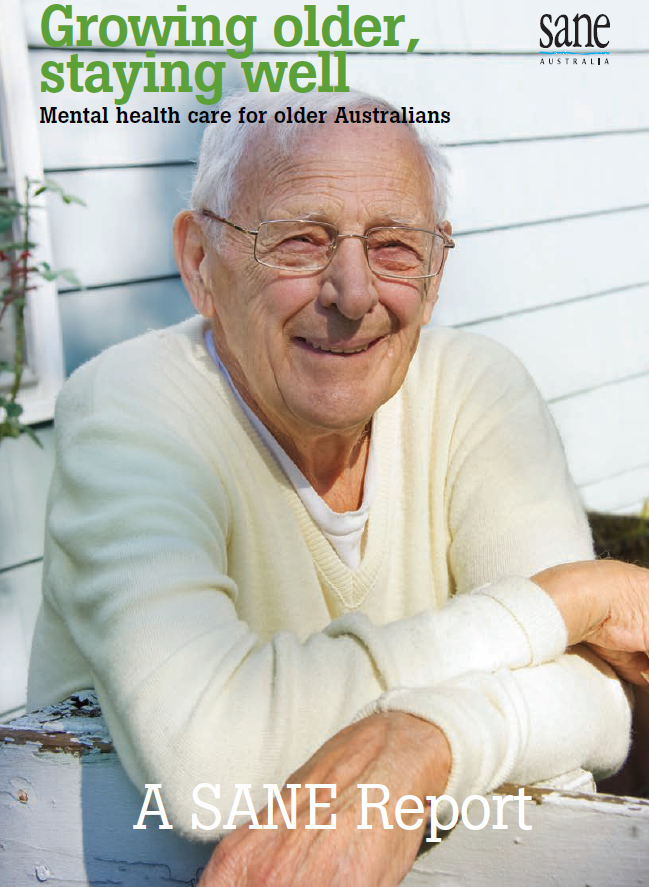 Growing older,
staying well
Mental health care for older Australians
sane
AUSTRALIA
A SANE Report